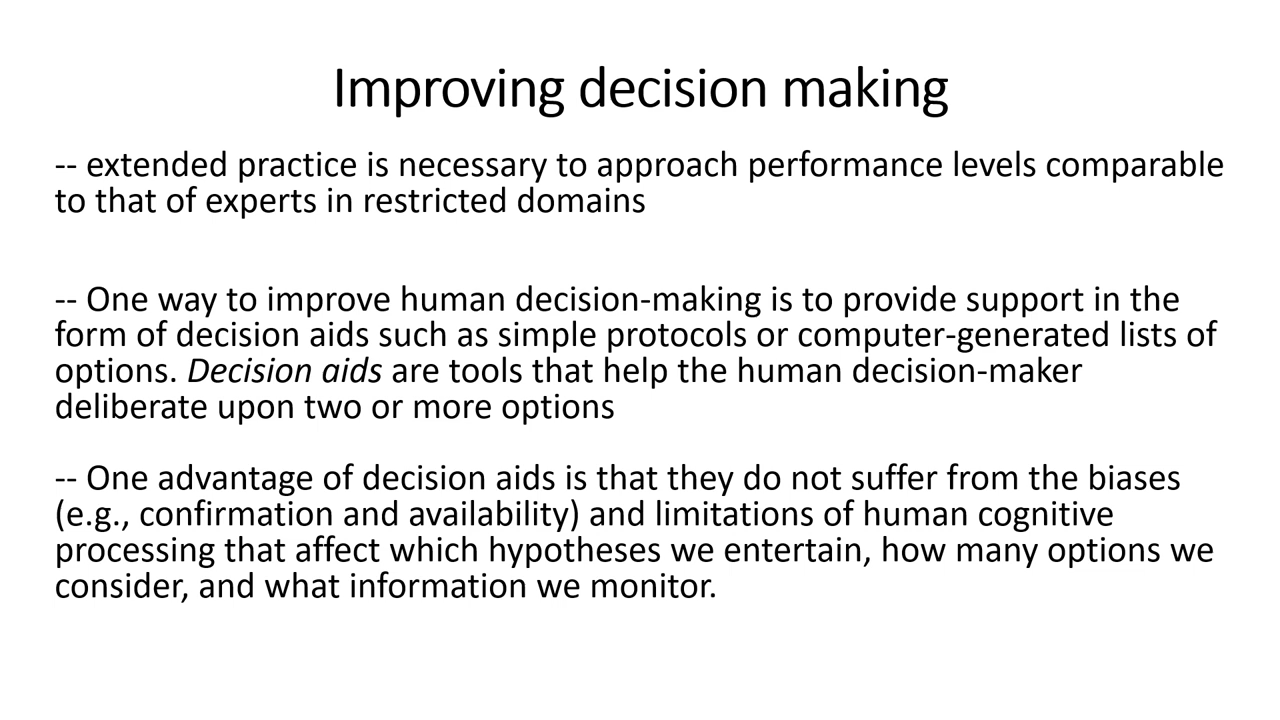 Improving decision making
-- extended practice is necessary to approach performance levels comparable
to that of experts in restricted domains
-- One way to improve human decision-making is to provide support in the
form of decision aids such as simple protocols or computer-generated lists of
options. Decision aids are tools that help the human decision-maker
deliberate upon two or more options
-- One advantage of decision aids is that they do not suffer from the biases
(e.g., confirmation and availability) and limitations of human cognitive
processing that affect which hypotheses we entertain, how many options we
consider, and what information we monitor.